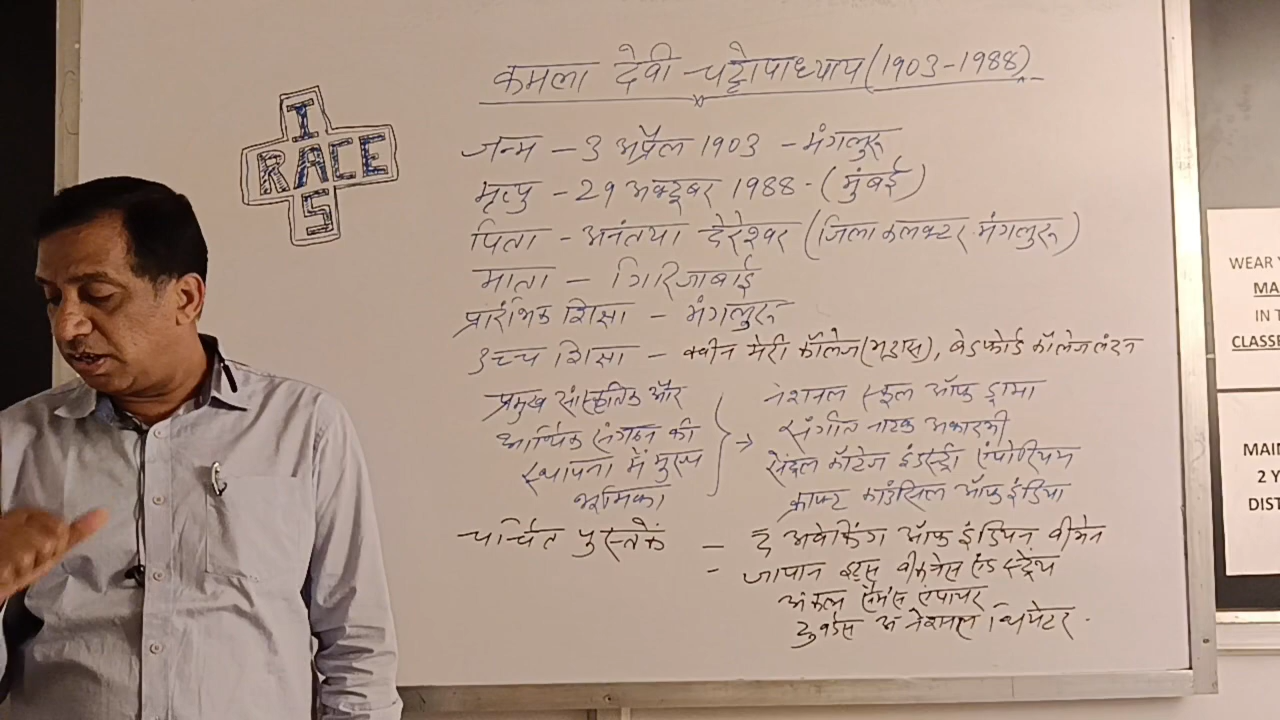 कमला देवी चट्टोपाध्याय (1903-1988)
I
RACE
S
जन्म - 3 अप्रैल 1903 - मंगलुरू
मृत्यु - 29 अक्टूबर 1988 - (मुंबई)
पिता - अनंतया देरेश्वर (जिला कलक्टर मंगलुरू)
माता - गिरिजाबाई
प्रारंभिक शिक्षा - मंगलुरू
उच्च शिक्षा - क्वीन मेरी कॉलेज (मद्रास), बेडफोर्ड कॉलेज लंदन
प्रमुख सांस्कृतिक और
आर्थिक संगठन की
स्थापना में मुख्य
भूमिका
→ नेशनल स्कूल ऑफ ड्रामा
संगीत नाटक अकादमी
सेंट्रल कॉटेज इंडस्ट्री एंपोरियम
क्राफ्ट काउंसिल ऑफ इंडिया
चर्चित पुस्तकें - द अवेकिंग ऑफ इंडियन वीमेन
- जापान इट्स वीकनेस एंड स्ट्रेंथ
अंकल सैम्स एंपायर
टुवर्ड्स अ नेशनल थियेटर.
WEAR
MA
IN T
CLASSE
MAI
2 Y
DIST